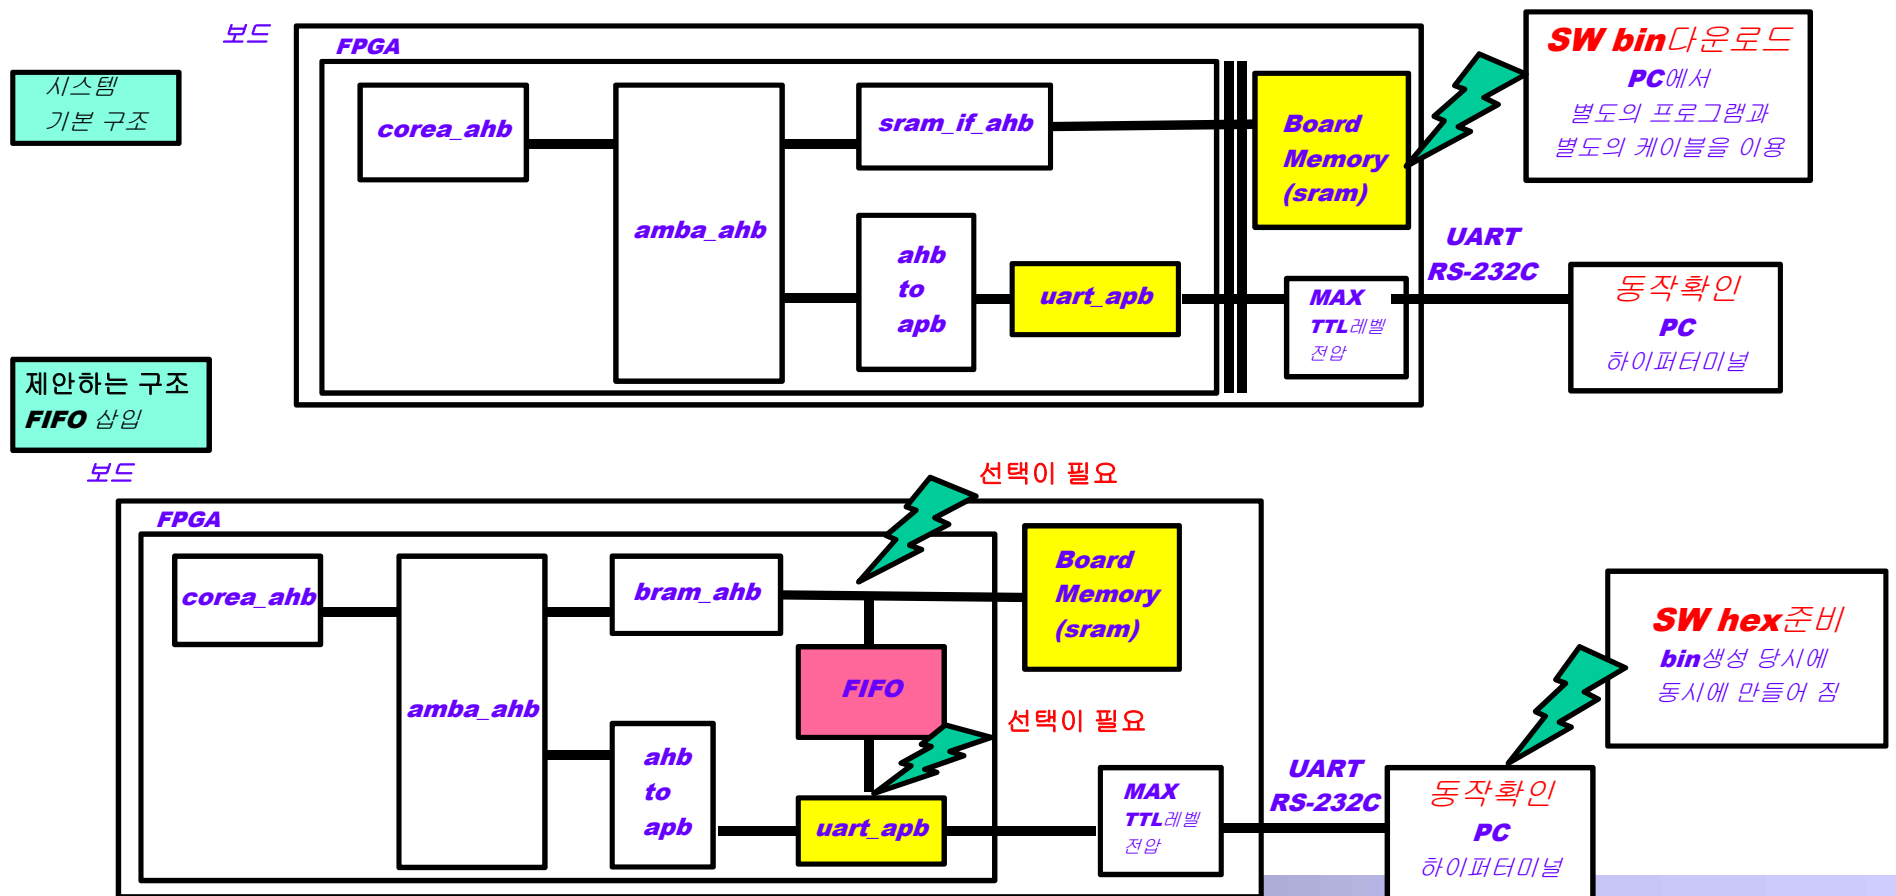 보드
FPGA
시스템
기본 구조
corea_ahb
amba_ahb
sram_if_ahb
ahb
to
apb
uart_apb
Board
Memory
(sram)
MAX
TTL레벨
전압
UART
RS-232C
SW bin다운로드
PC에서
별도의 프로그램과
별도의 케이블을 이용
동작확인
PC
하이퍼터미널
제안하는 구조
FIFO 삽입
보드
FPGA
선택이 필요
corea_ahb
amba_ahb
bram_ahb
FIFO
선택이 필요
ahb
to
apb
uart_apb
Board
Memory
(sram)
MAX
TTL레벨
전압
UART
RS-232C
SW hex준비
bin생성 당시에
동시에 만들어 짐
동작확인
PC
하이퍼터미널